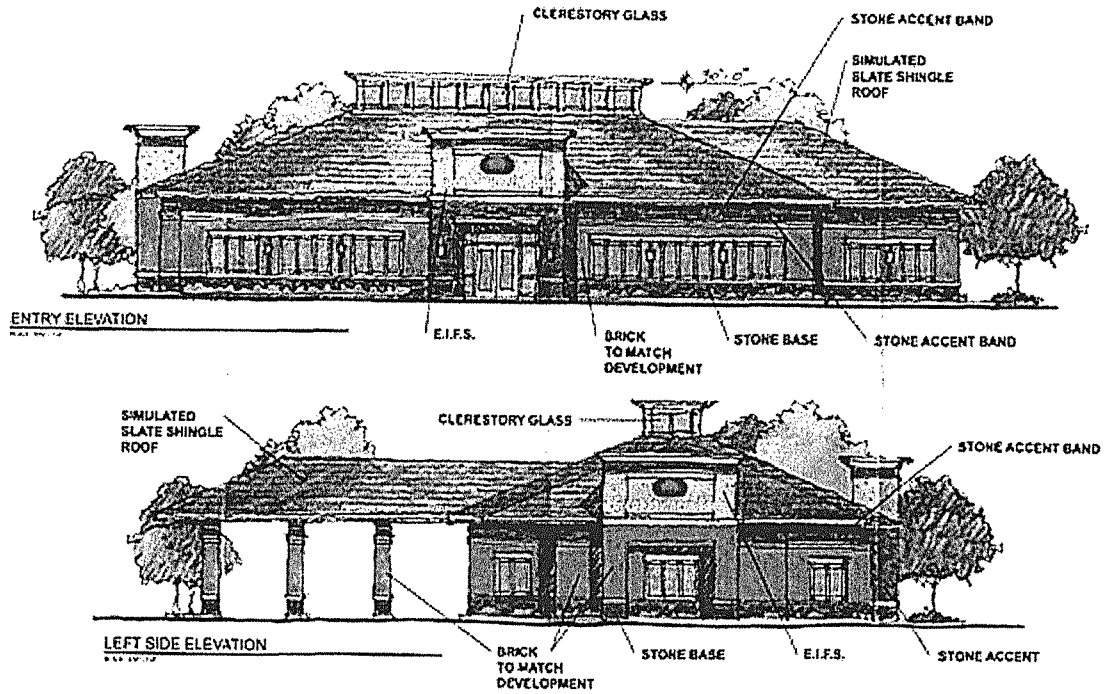 CLERESTORY GLASS
STONE ACCENT BAND
SIMULATED
SLATE SHINGLE
ROOF
30'-0"
ENTRY ELEVATION
E.I.F.S.
BRICK
TO MATCH
DEVELOPMENT
STONE BASE
STONE ACCENT BAND
SIMULATED
SLATE SHINGLE
ROOF
CLERESTORY GLASS
STONE ACCENT BAND
LEFT SIDE ELEVATION
BRICK
TO MATCH
DEVELOPMENT
STONE BASE
E.I.F.S.
STONE ACCENT